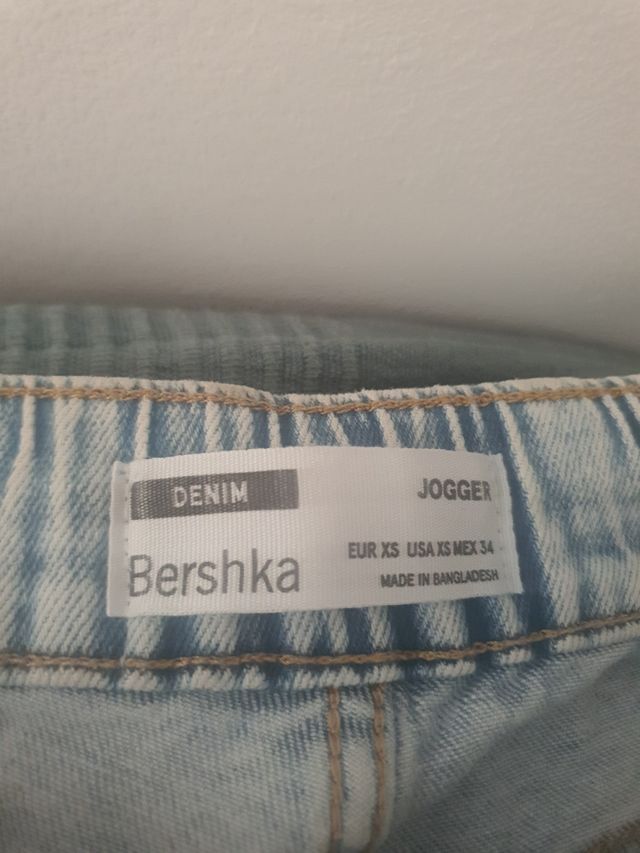 DENIM
JOGGER
Bershka
EUR XS USA XS MEX 34
MADE IN BANGLADESH